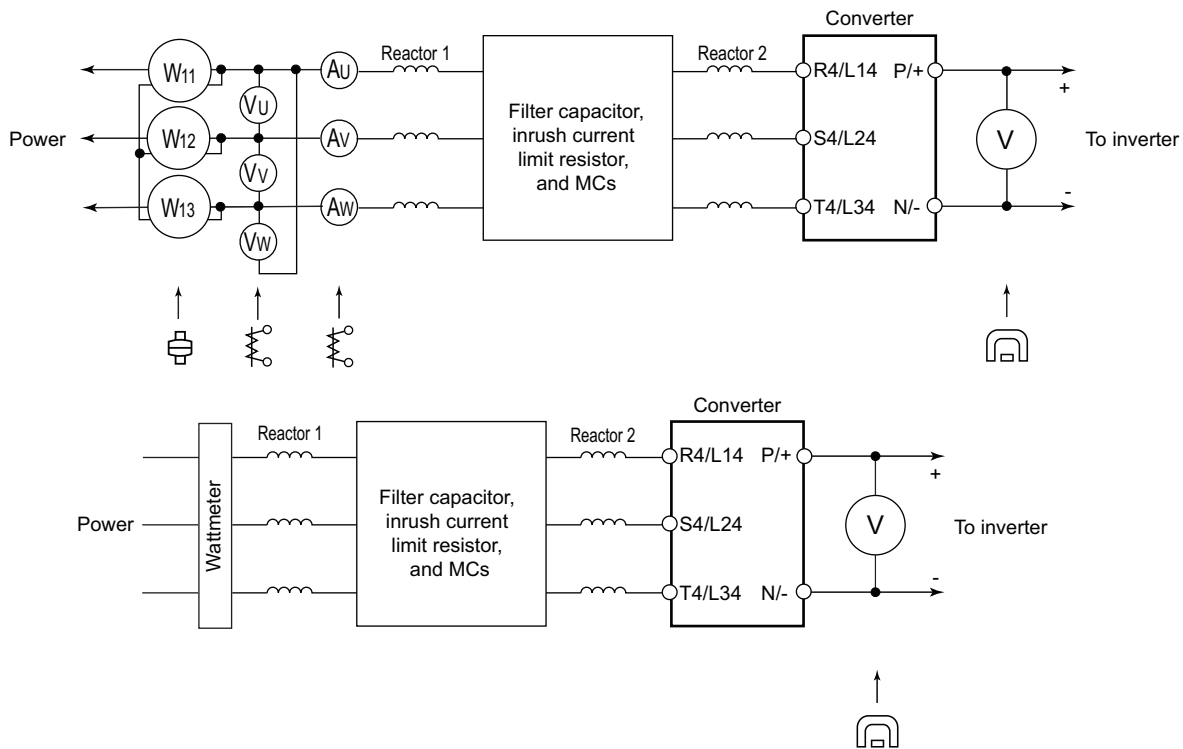 Converter
Reactor 1
Reactor 2
W11
AU
R4/L14 P/+
+
VU
Filter capacitor,
inrush current
limit resistor,
and MCs
Power
W12
AV
S4/L24
V
To inverter
VV
W13
AW
T4/L34 N/-
-
VW
Converter
Reactor 1
Reactor 2
R4/L14 P/+
+
Filter capacitor,
inrush current
limit resistor,
and MCs
Power
Wattmeter
S4/L24
V
To inverter
T4/L34 N/-
-